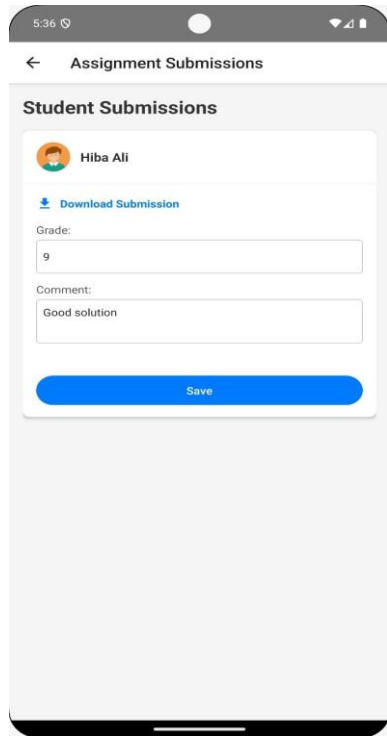 5:36
Assignment Submissions
Student Submissions
Hiba Ali
Download Submission
Grade:
9
Comment:
Good solution
Save